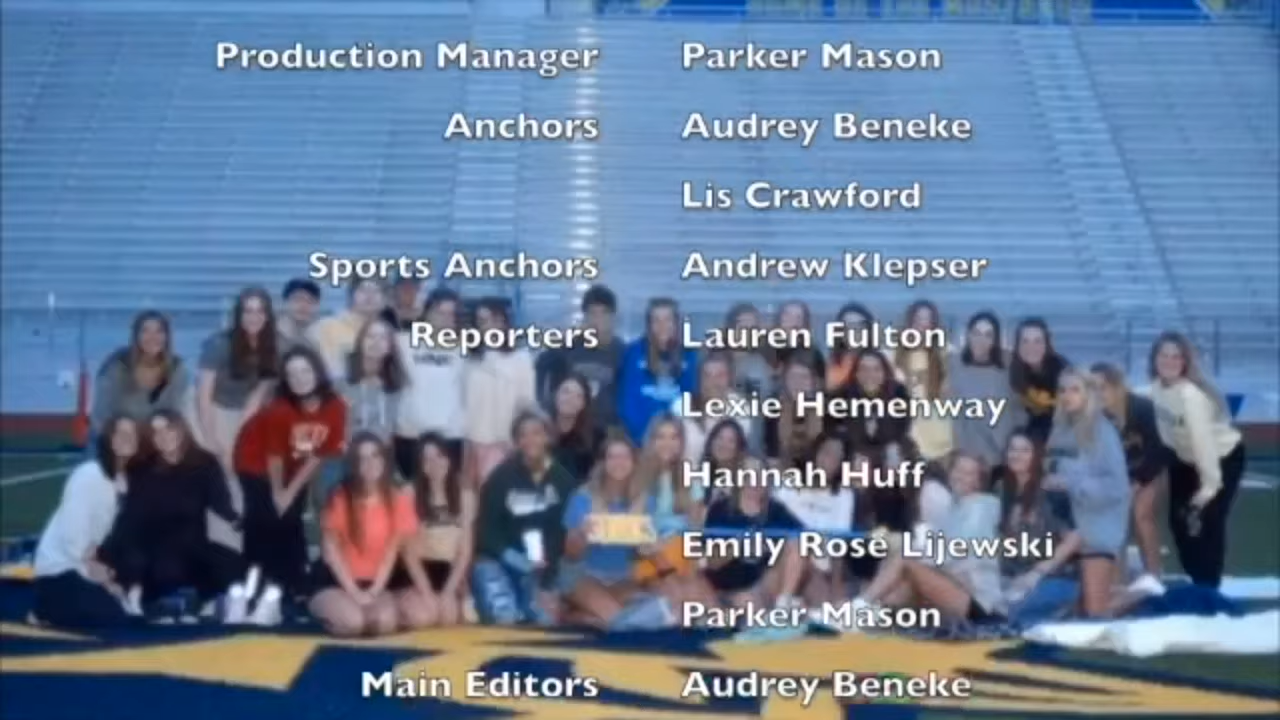 Production Manager Parker Mason
Anchors Audrey Beneke
Lis Crawford
Sports Anchors Andrew Klepser
Reporters Lauren Fulton
Lexie Hemenway
Hannah Huff
Emily Rose Lijewski
Parker Mason
Main Editors Audrey Beneke